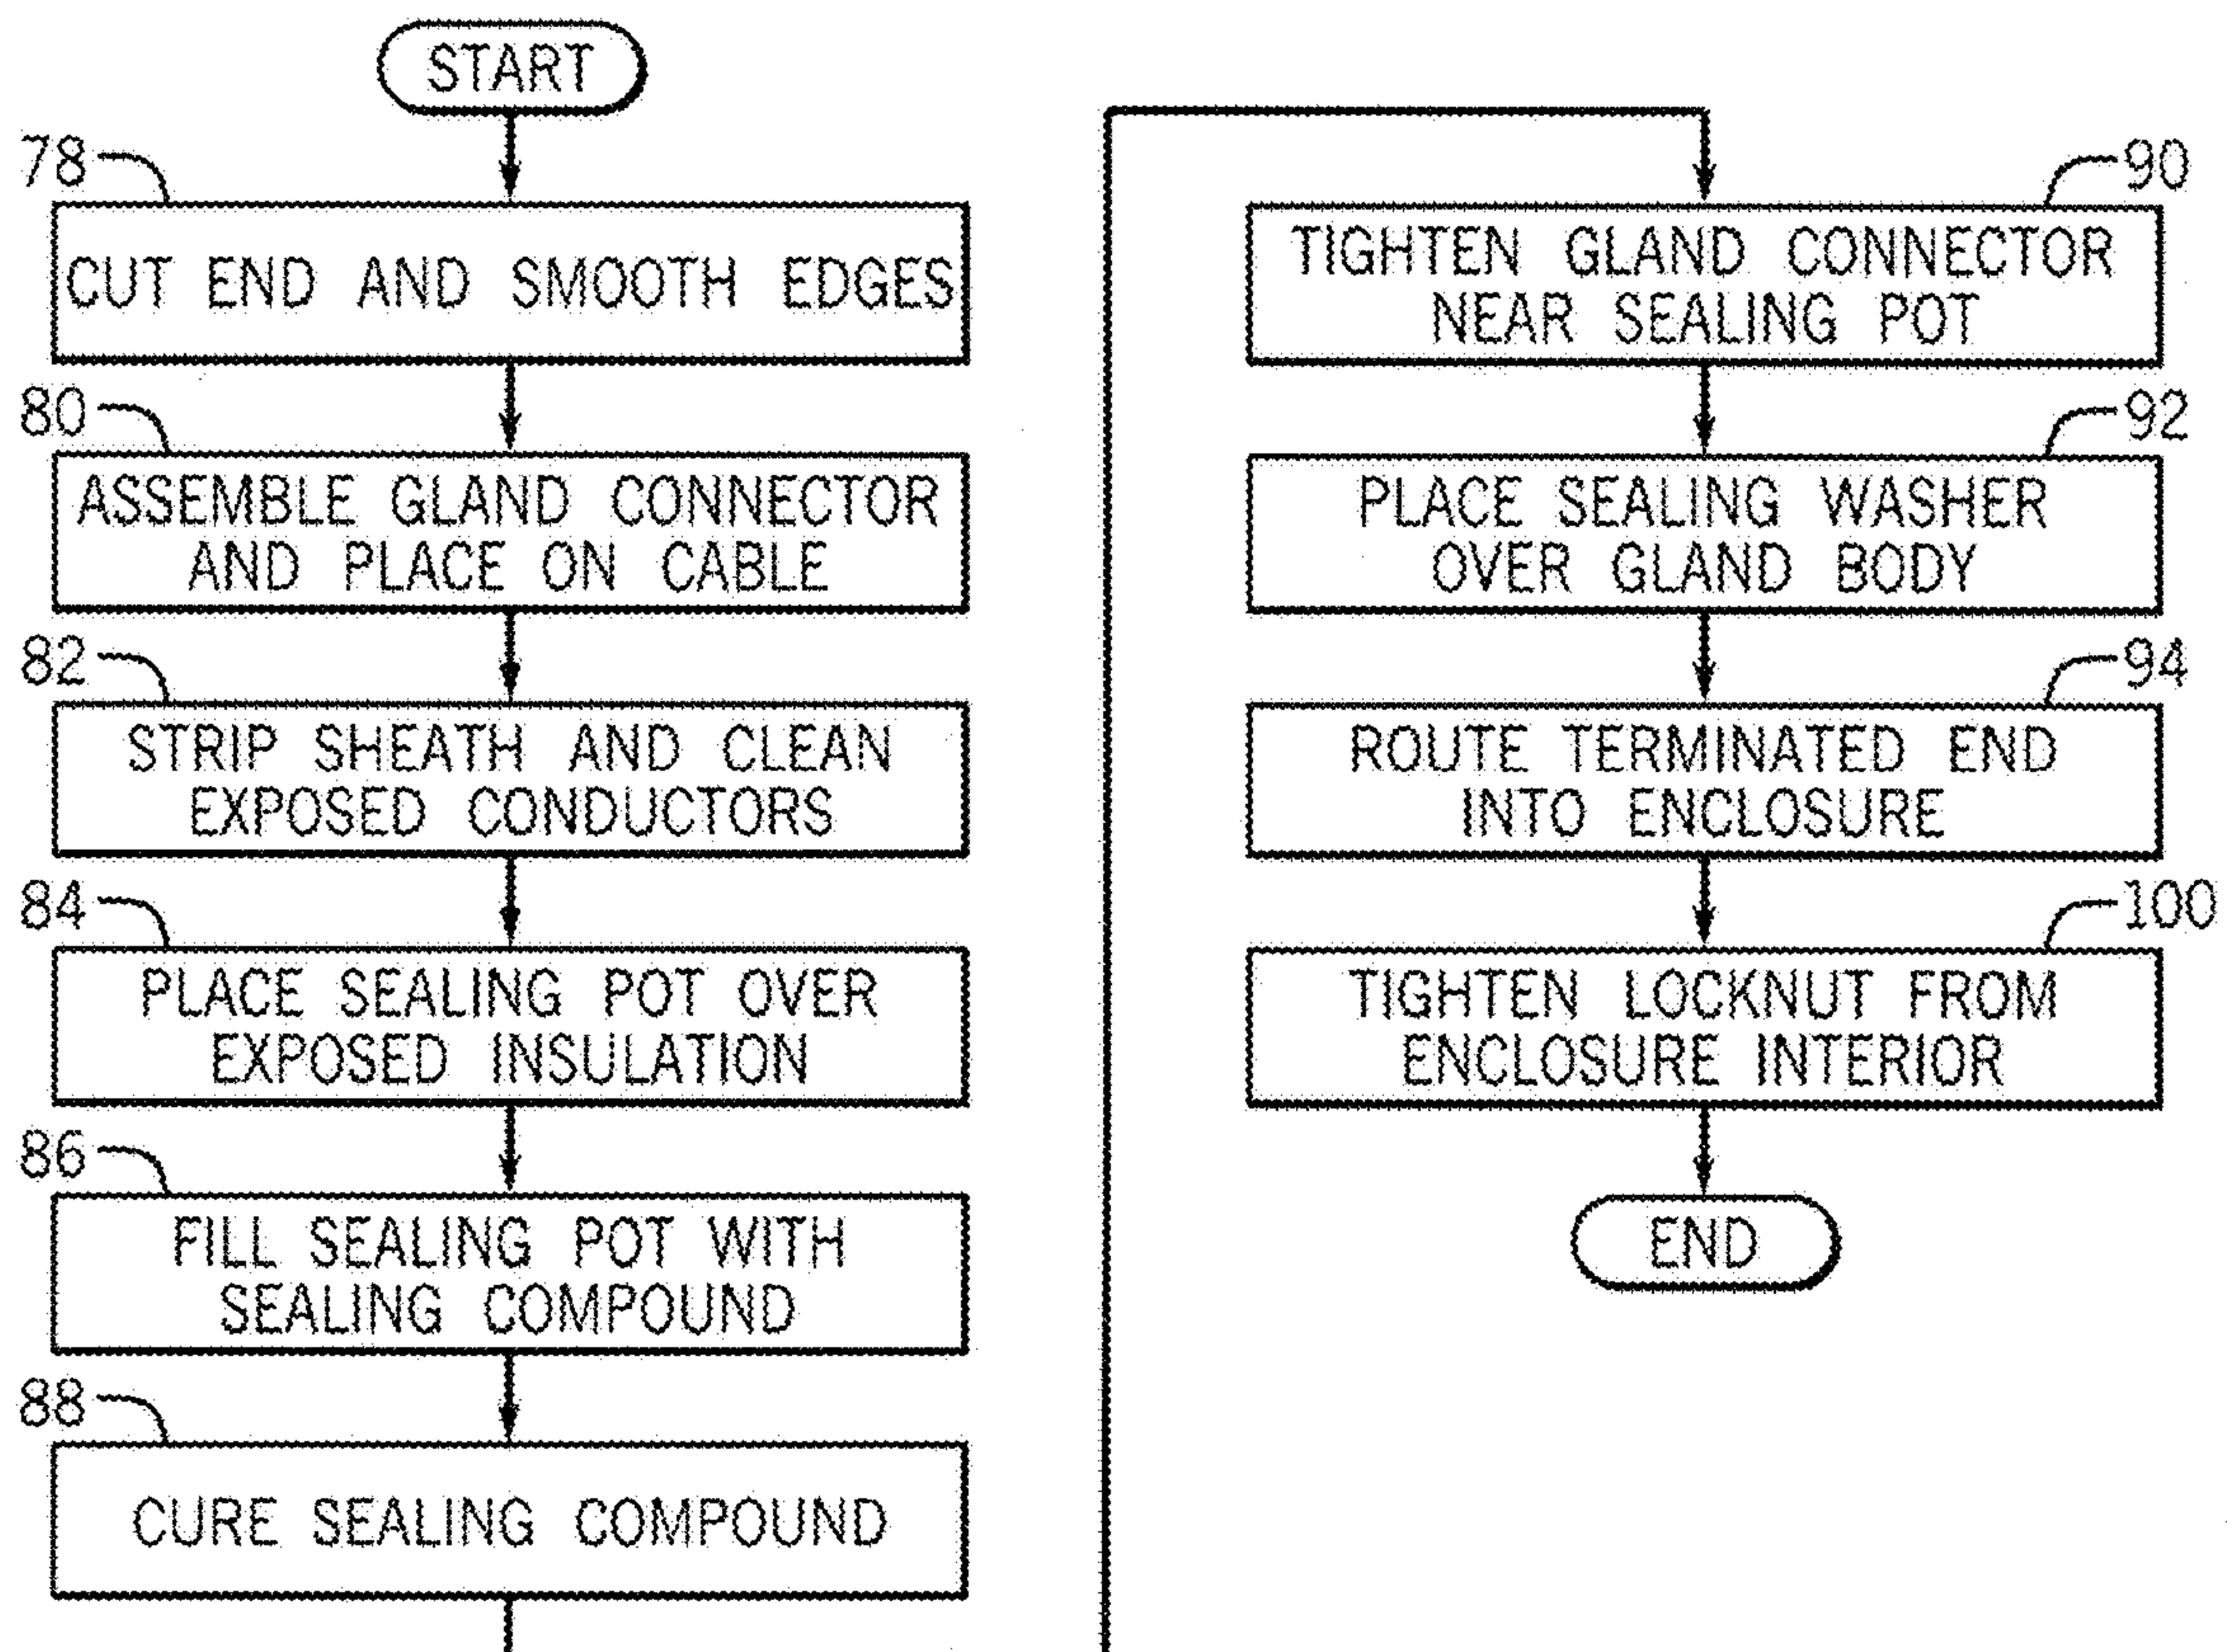 START
78
CUT END AND SMOOTH EDGES
80
ASSEMBLE GLAND CONNECTOR
AND PLACE ON CABLE
82
STRIP SHEATH AND CLEAN
EXPOSED CONDUCTORS
84
PLACE SEALING POT OVER
EXPOSED INSULATION
86
FILL SEALING POT WITH
SEALING COMPOUND
88
CURE SEALING COMPOUND
90
TIGHTEN GLAND CONNECTOR
NEAR SEALING POT
92
PLACE SEALING WASHER
OVER GLAND BODY
94
ROUTE TERMINATED END
INTO ENCLOSURE
100
TIGHTEN LOCKNUT FROM
ENCLOSURE INTERIOR
END